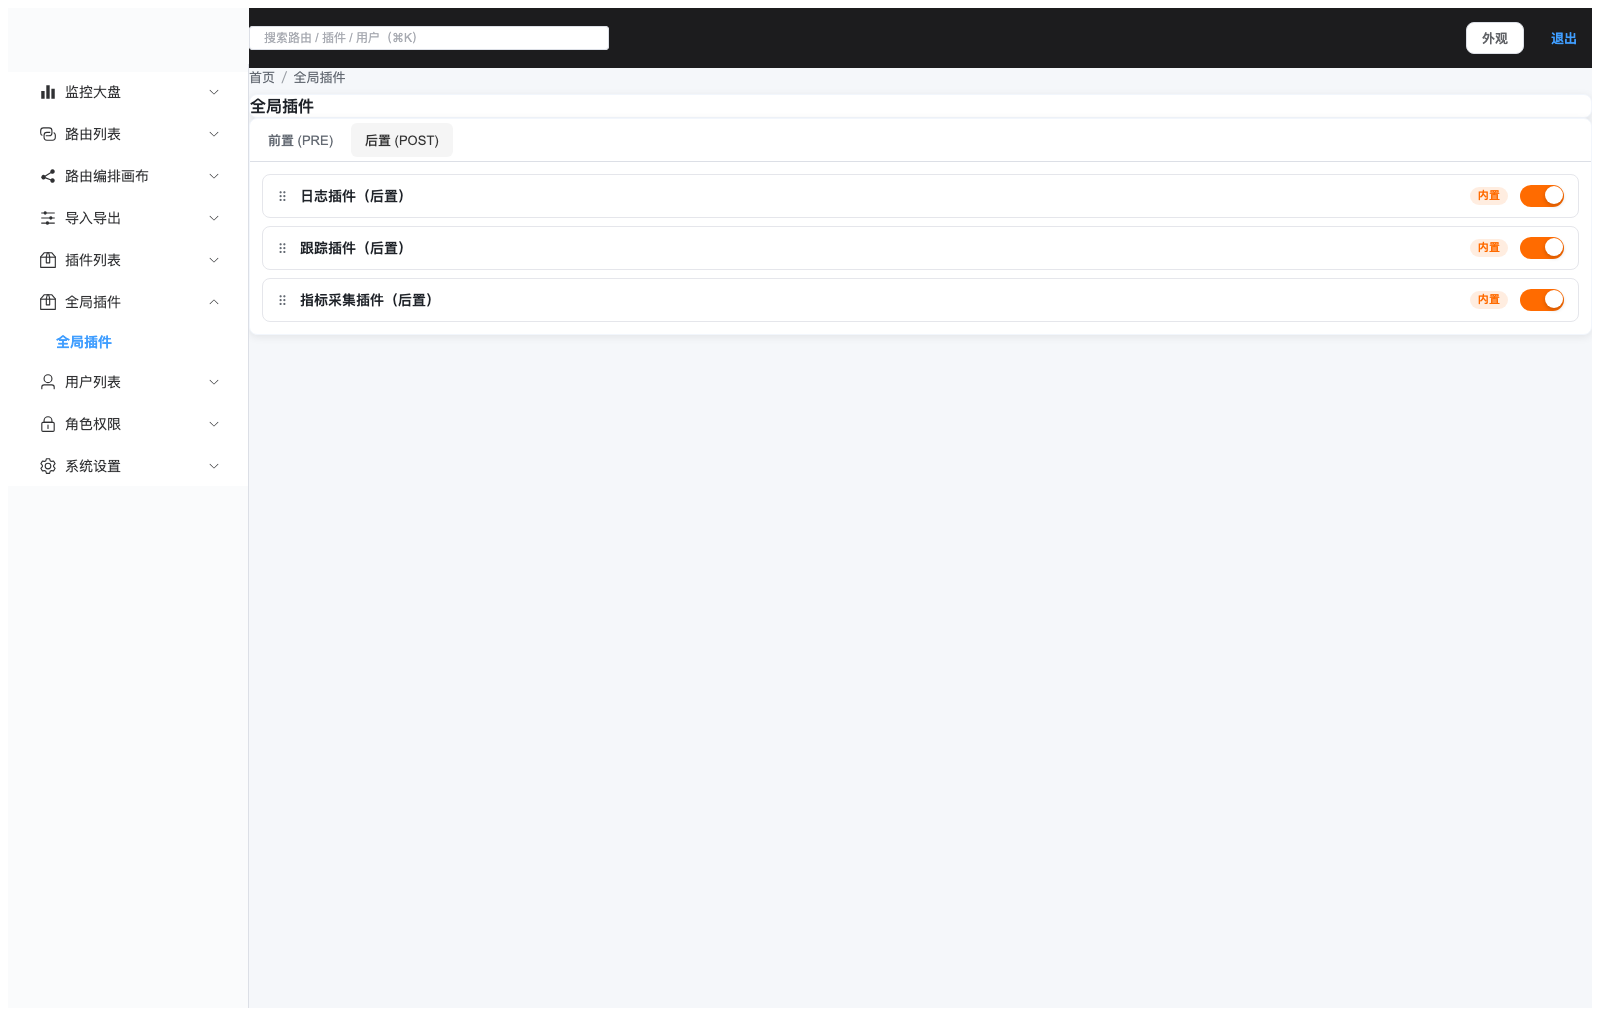 搜索路由 / 插件 / 用户（⌘K）
外观
退出
监控大盘
路由列表
路由编排画布
导入导出
插件列表
全局插件
全局插件
用户列表
角色权限
系统设置
首页 / 全局插件
全局插件
前置 (PRE)
后置 (POST)
日志插件（后置）
内置
跟踪插件（后置）
内置
指标采集插件（后置）
内置